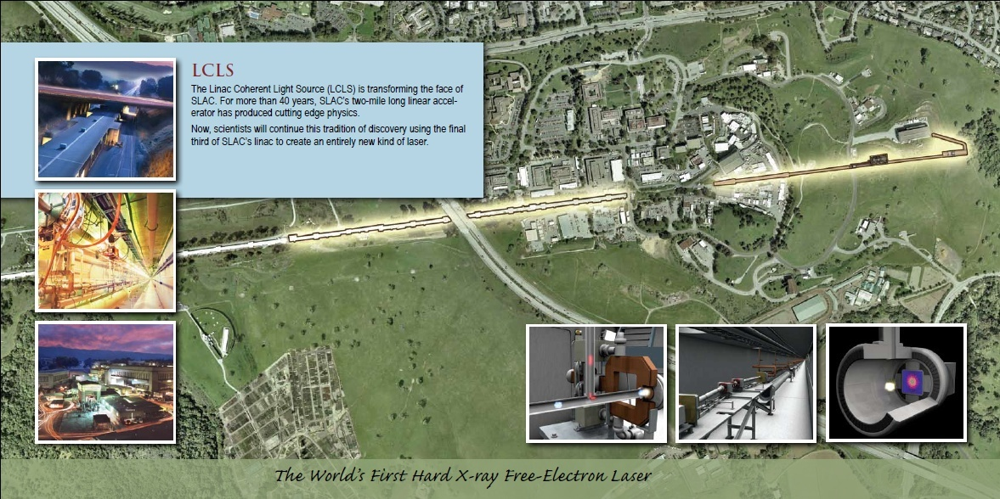 LCLS
The Linac Coherent Light Source (LCLS) is transforming the face of
SLAC. For more than 40 years, SLAC's two-mile long linear accel-
erator has produced cutting edge physics.
Now, scientists will continue this tradition of discovery using the final
third of SLAC's linac to create an entirely new kind of laser.
The World's First Hard X-ray Free-Electron Laser